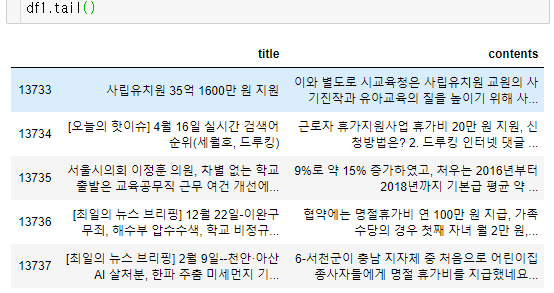 df1.tail()
title contents
13733 사립유치원 35억 1600만 원 지원 이와 별도로 시교육청은 사립유치원 교원의 사
기진작과 유아교육의 질을 높이기 위해 사...
13734 [오늘의 핫이슈] 4월 16일 실시간 검색어 근로자 휴가지원사업 휴가비 20만 원 지원, 신
순위(세월호, 드루킹) 청방법은? 2. 드루킹 인터넷 댓글 ...
13735 서울시의회 이정훈 의원, 차별 없는 학교 9%로 약 15% 증가하였고, 처우는 2016년부터
출발은 교육공무직 근무 여건 개선에... 2018년까지 기본급 평균 약 ...
13736 [최일의 뉴스 브리핑] 12월 22일-이완구 협약에는 명절휴가비 연 100만 원 지급, 가족
무죄, 해수부 압수수색, 학교 비정규... 수당의 경우 첫째 자녀 월 2만 원,...
13737 [최일의 뉴스 브리핑] 2월 9일--천안·아산 6-서천군이 충남 지자체 중 처음으로 어린이집
AI 살처분, 한파 주춤 미세먼지 기... 종사자들에게 명절 휴가비를 지급했네요...